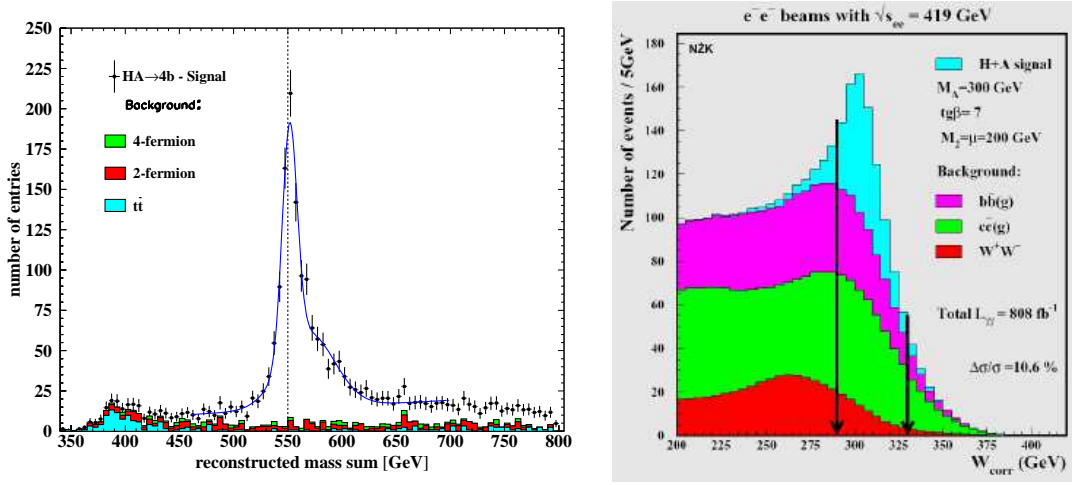 250
225
200
175
150
125
100
75
50
25
0
number of entries
HA→4b - Signal
Background:
4-fermion
2-fermion
tt̄
350 400 450 500 550 600 650 700 750 800
reconstructed mass sum [GeV]
e⁻e⁻ beams with √s_ee = 419 GeV
Number of events / 5GeV
180
160
140
120
100
80
60
40
20
0
NŻK
H+A signal
M_A=300 GeV
tgβ= 7
M_2=μ=200 GeV
Background:
bb̄(g)
cc̄(g)
W⁺W⁻
Total L_γγ = 808 fb⁻¹
Δσ/σ =10.6 %
200 225 250 275 300 325 350 375 400
W_corr (GeV)